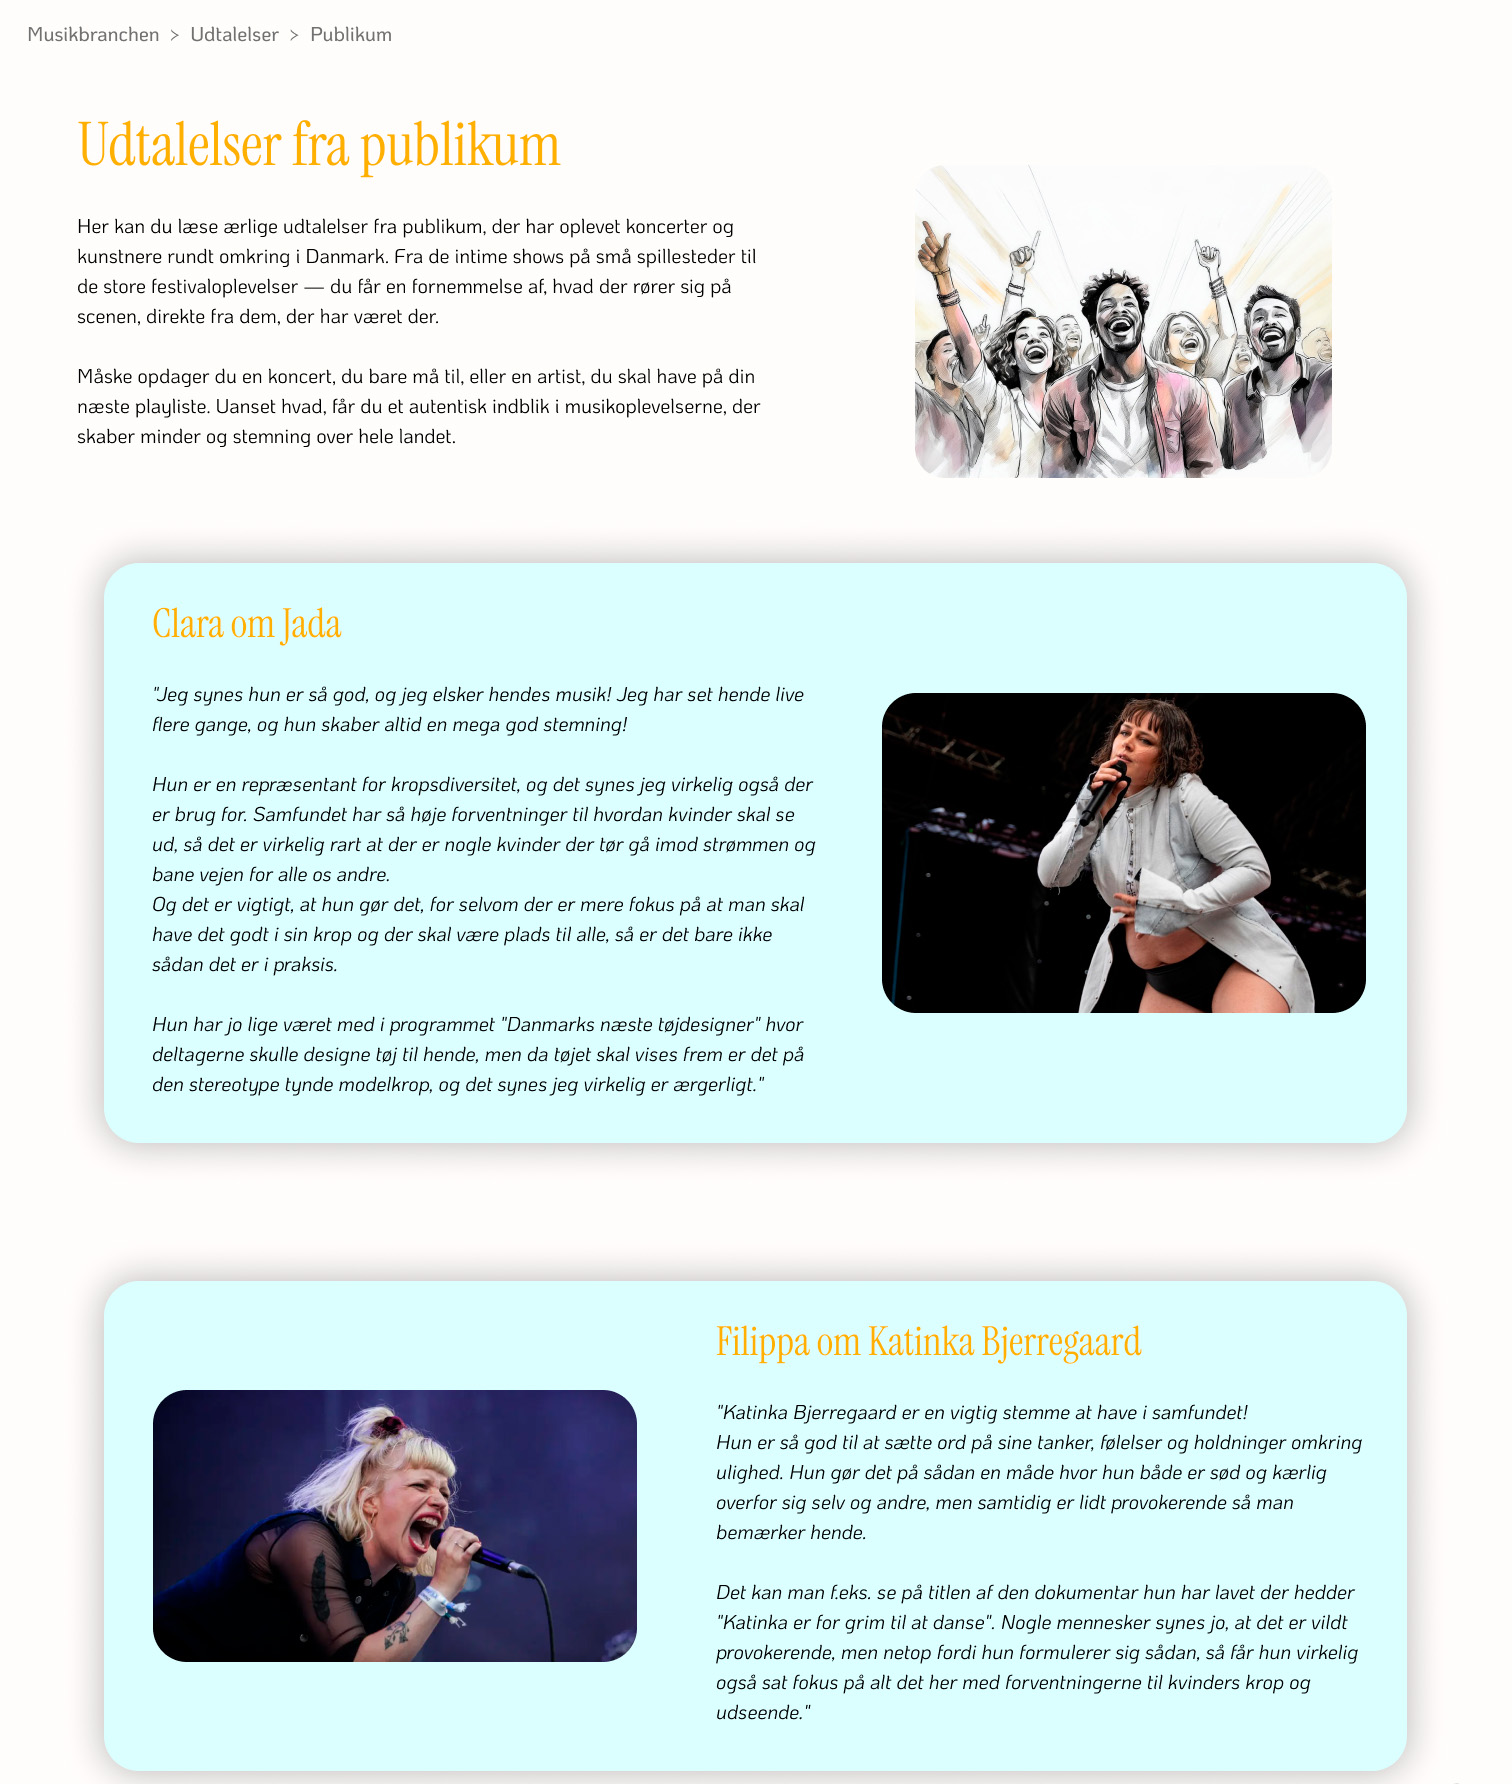 Musikbranchen > Udtalelser > Publikum
Udtalelser fra publikum
Her kan du læse ærlige udtalelser fra publikum, der har oplevet koncerter og
kunstnere rundt omkring i Danmark. Fra de intime shows på små spillesteder til
de store festivaloplevelser — du får en fornemmelse af, hvad der rører sig på
scenen, direkte fra dem, der har været der.
Måske opdager du en koncert, du bare må til, eller en artist, du skal have på din
næste playliste. Uanset hvad, får du et autentisk indblik i musikoplevelserne, der
skaber minder og stemning over hele landet.
Clara om Jada
"Jeg synes hun er så god, og jeg elsker hendes musik! Jeg har set hende live
flere gange, og hun skaber altid en mega god stemning!
Hun er en repræsentant for kropsdiversitet, og det synes jeg virkelig også der
er brug for. Samfundet har så høje forventninger til hvordan kvinder skal se
ud, så det er virkelig rart at der er nogle kvinder der tør gå imod strømmen og
bane vejen for alle os andre.
Og det er vigtigt, at hun gør det, for selvom der er mere fokus på at man skal
have det godt i sin krop og der skal være plads til alle, så er det bare ikke
sådan det er i praksis.
Hun har jo lige været med i programmet "Danmarks næste tøjdesigner" hvor
deltagerne skulle designe tøj til hende, men da tøjet skal vises frem er det på
den stereotype tynde modelkrop, og det synes jeg virkelig er ærgerligt."
Filippa om Katinka Bjerregaard
"Katinka Bjerregaard er en vigtig stemme at have i samfundet!
Hun er så god til at sætte ord på sine tanker, følelser og holdninger omkring
ulighed. Hun gør det på sådan en måde hvor hun både er sød og kærlig
overfor sig selv og andre, men samtidig er lidt provokerende så man
bemærker hende.
Det kan man f.eks. se på titlen af den dokumentar hun har lavet der hedder
"Katinka er for grim til at danse". Nogle mennesker synes jo, at det er vildt
provokerende, men netop fordi hun formulerer sig sådan, så får hun virkelig
også sat fokus på alt det her med forventningerne til kvinders krop og
udseende."